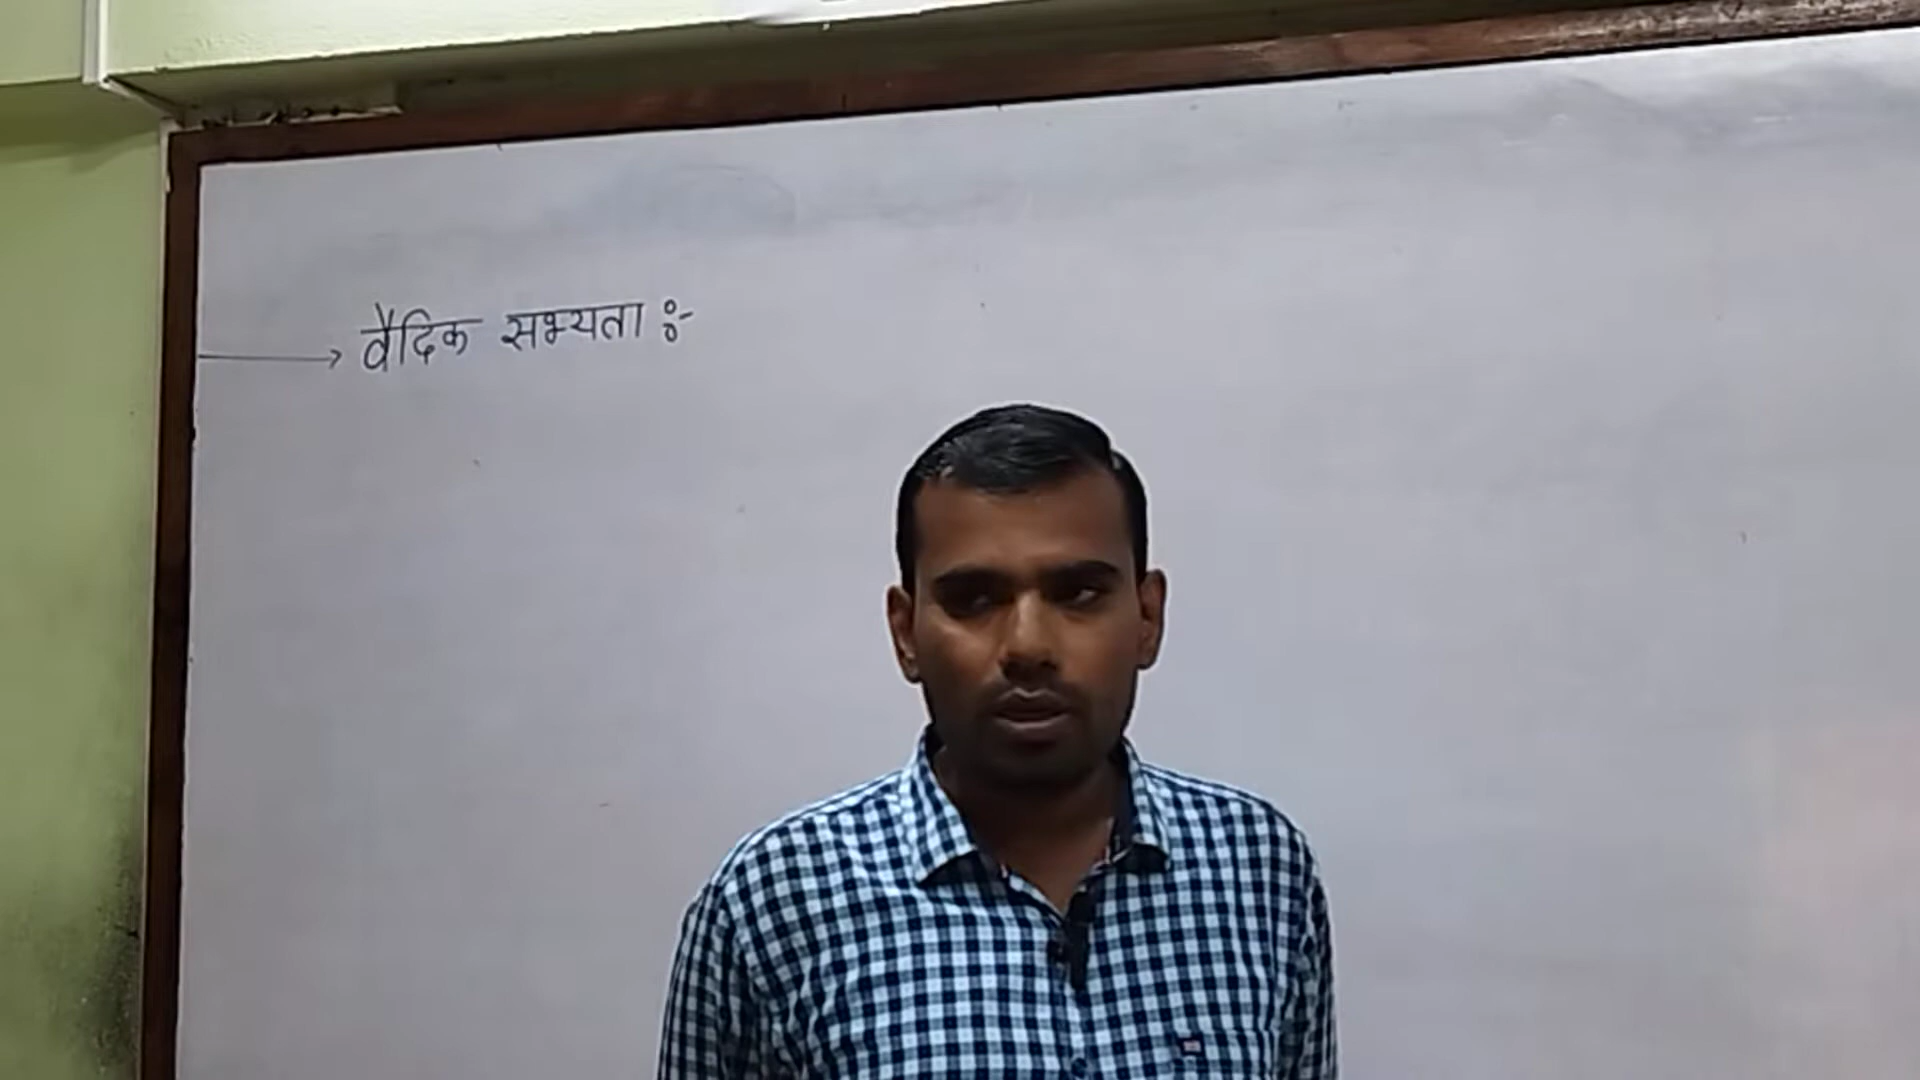 → वैदिक सभ्यता :-